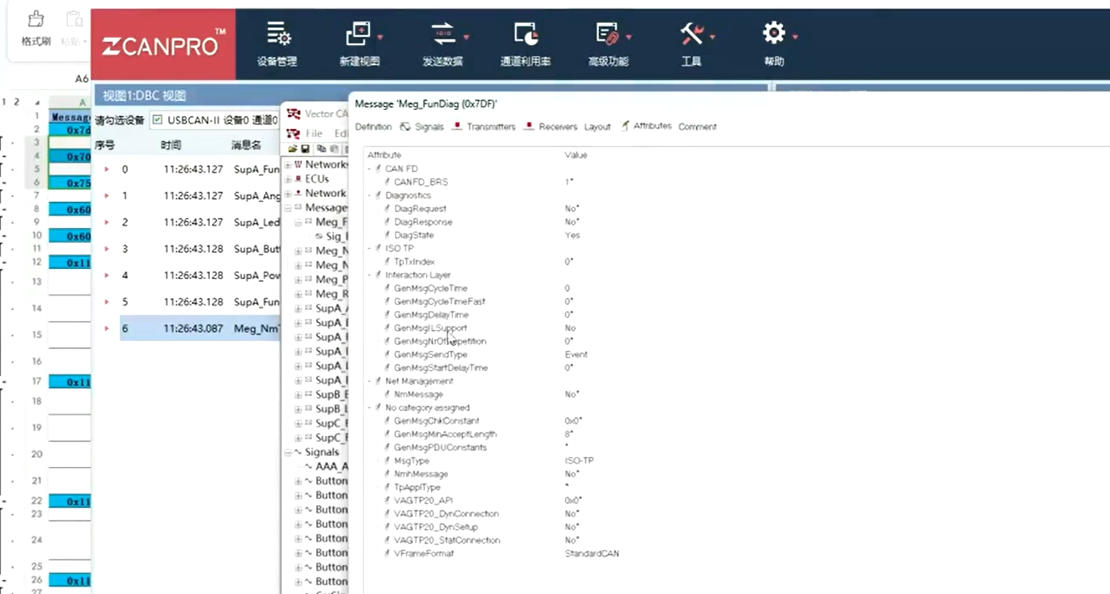 格式刷
粘贴
ZCANPRO™
设备管理
新建视图
发送数据
通道利用率
高级功能
工具
帮助
A6
视图1:DBC 视图
请勾选设备
USBCAN-II 设备0 通道0
序号 时间 消息名
0 11:26:43.127 SupA_Fun
1 11:26:43.127 SupA_Ang
2 11:26:43.127 SupA_Led
3 11:26:43.128 SupA_Butt
4 11:26:43.128 SupA_Pow
5 11:26:43.128 SupA_Fun
6 11:26:43.087 Meg_NmT
1 2
A
1 Message
2 0x7d
3
4 0x70
5
6 0x75
7
8 0x60
9
10 0x60
11
12 0x11
13
14
15
16
17 0x11
18
19
20
21
22 0x11
23
24
25
26 0x11
27
Vector CA
File Edi
Networks
ECUs
Network
Message
Meg_F
Sig_
Meg_N
Meg_N
Meg_P
Meg_R
SupA_A
SupA_
SupA_
SupA_
SupA_L
SupA_
SupB_B
SupB_L
SupC_
SupC_
Signals
AAA_A
Button
Button
Button
Button
Button
Button
Button
Button
Message 'Meg_FunDiag (0x7DF)'
Definition Signals Transmitters Receivers Layout Attributes Comment
Attribute Value
CAN FD
CANFD_BRS 1*
Diagnostics
DiagRequest No*
DiagResponse No*
DiagState Yes
ISO TP
TpTxIndex 0*
Interaction Layer
GenMsgCycleTime 0
GenMsgCycleTimeFast 0*
GenMsgDelayTime 0*
GenMsgILSupport No
GenMsgNrOfRepetition 0*
GenMsgSendType Event
GenMsgStartDelayTime 0*
Net Management
NmMessage No*
No category assigned
GenMsgChkConstant 0x0*
GenMsgMinAcceptLength 8*
GenMsgPDUConstants *
MsgType ISO-TP
NmhMessage No*
TpApplType *
VAGTP20_API 0x0*
VAGTP20_DynConnection No*
VAGTP20_DynSetup No*
VAGTP20_StatConnection No*
VFrameFormat StandardCAN